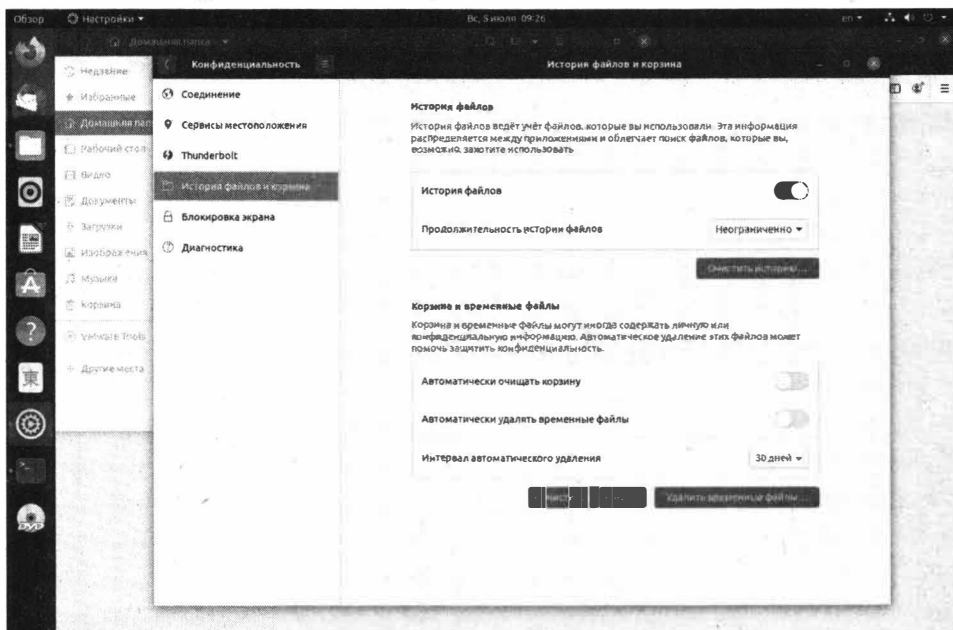 Обзор
Настройки
Вс, 5 июля 09:26
en
Домашняя папка
Недавние
Избранные
Домашняя пап
Рабочий стол
Видео
Документы
Загрузки
Изображения
Музыка
Корзина
VMware Tools
Другие места
Конфиденциальность
Соединение
Сервисы местоположения
Thunderbolt
История файлов и корзина
Блокировка экрана
Диагностика
История файлов и корзина
История файлов
История файлов ведёт учёт файлов, которые вы использовали. Эта информация
распределяется между приложениями и облегчает поиск файлов, которые вы,
возможно, захотите использовать
История файлов
Продолжительность истории файлов
Неограниченно
Очистить историю...
Корзина и временные файлы
Корзина и временные файлы могут иногда содержать личную или
конфиденциальную информацию. Автоматическое удаление этих файлов может
помочь защитить конфиденциальность.
Автоматически очищать корзину
Автоматически удалять временные файлы
Интервал автоматического удаления
30 дней
Удалить временные файлы...
DVD